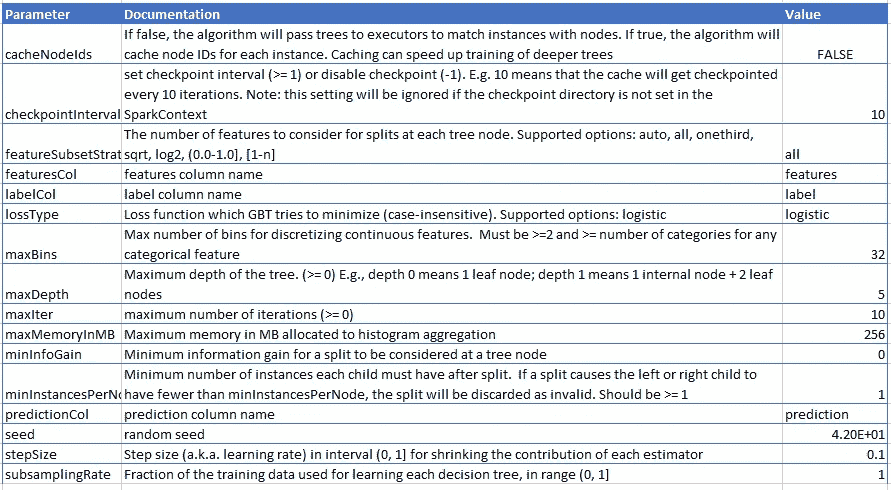 Parameter Documentation Value
If false, the algorithm will pass trees to executors to match instances with nodes. If true, the algorithm will
cacheNodeIds cache node IDs for each instance. Caching can speed up training of deeper trees FALSE
set checkpoint interval (>= 1) or disable checkpoint (-1). E.g. 10 means that the cache will get checkpointed
every 10 iterations. Note: this setting will be ignored if the checkpoint directory is not set in the
checkpointInterval SparkContext 10
The number of features to consider for splits at each tree node. Supported options: auto, all, onethird,
featureSubsetStrat sqrt, log2, (0.0-1.0], [1-n] all
featuresCol features column name features
labelCol label column name label
lossType Loss function which GBT tries to minimize (case-insensitive). Supported options: logistic logistic
Max number of bins for discretizing continuous features.  Must be >=2 and >= number of categories for any
maxBins categorical feature 32
Maximum depth of the tree. (>= 0) E.g., depth 0 means 1 leaf node; depth 1 means 1 internal node + 2 leaf
maxDepth nodes 5
maxIter maximum number of iterations (>= 0) 10
maxMemoryInMB Maximum memory in MB allocated to histogram aggregation 256
minInfoGain Minimum information gain for a split to be considered at a tree node 0
Minimum number of instances each child must have after split.  If a split causes the left or right child to
minInstancesPerNo have fewer than minInstancesPerNode, the split will be discarded as invalid. Should be >= 1 1
predictionCol prediction column name prediction
seed random seed 4.20E+01
stepSize Step size (a.k.a. learning rate) in interval (0, 1] for shrinking the contribution of each estimator 0.1
subsamplingRate Fraction of the training data used for learning each decision tree, in range (0, 1] 1